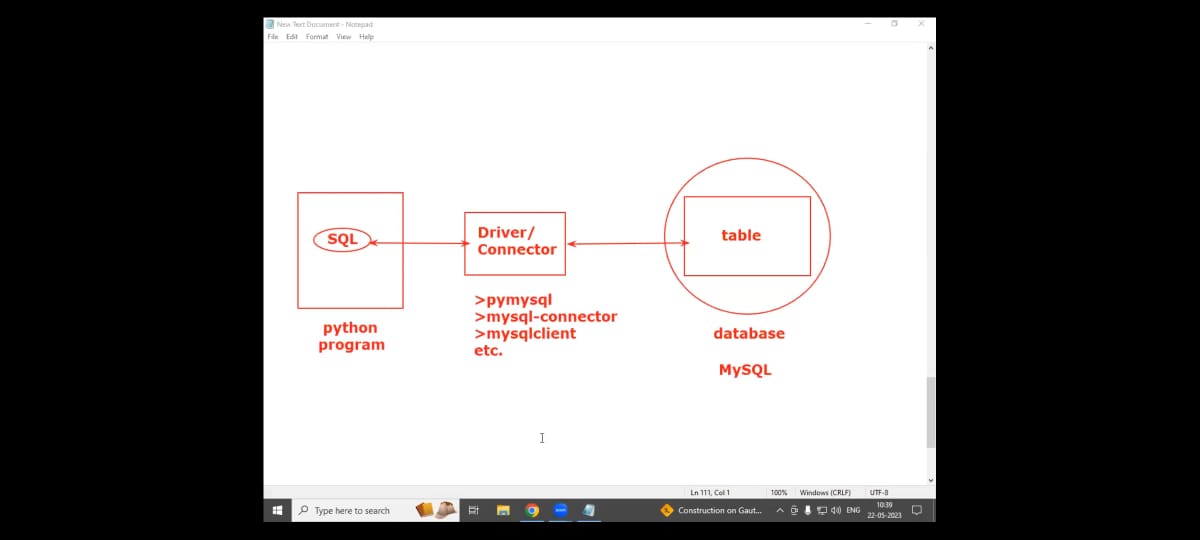 New Text Document - Notepad
File Edit Format View Help
SQL
Driver/
Connector
table
>pymysql
>mysql-connector
>mysqlclient
etc.
python
program
database
MySQL
Ln 111, Col 1 100% Windows (CRLF) UTF-8
Type here to search
Construction on Gaut...
ENG
10:39
22-05-2023